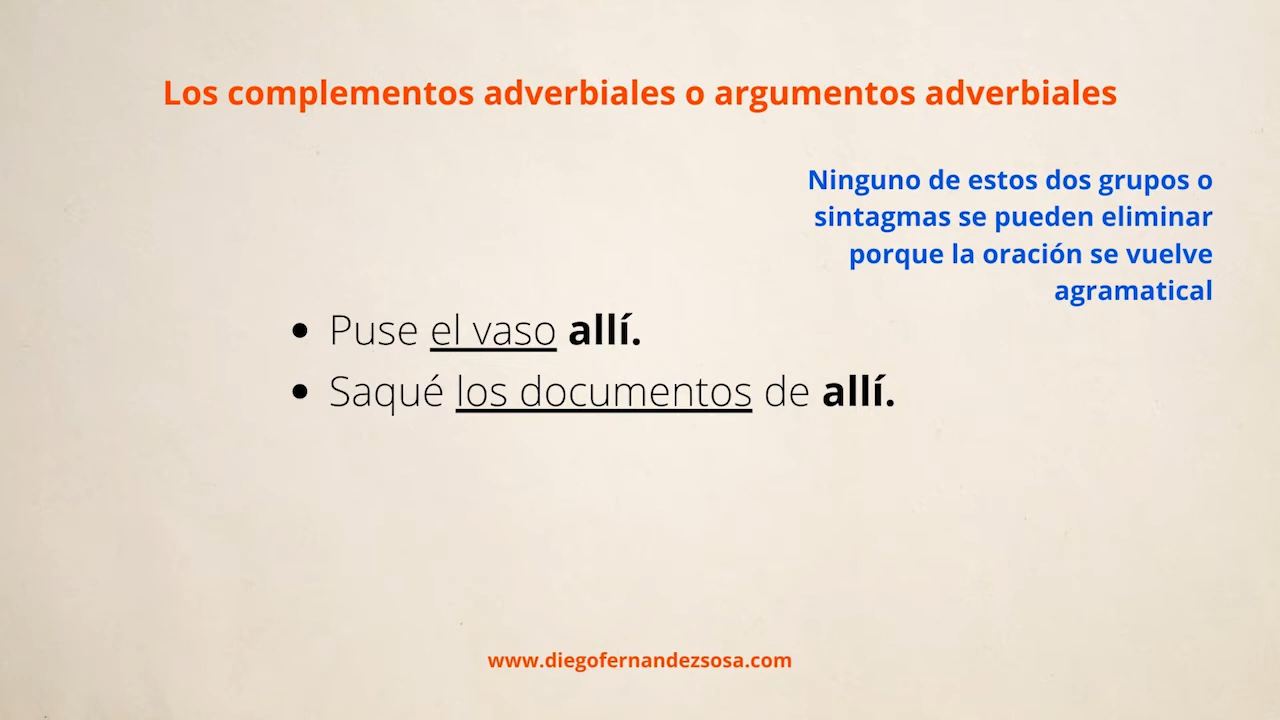 Los complementos adverbiales o argumentos adverbiales
Ninguno de estos dos grupos o
sintagmas se pueden eliminar
porque la oración se vuelve
agramatical
• Puse el vaso allí.
• Saqué los documentos de allí.
www.diegofernandezsosa.com